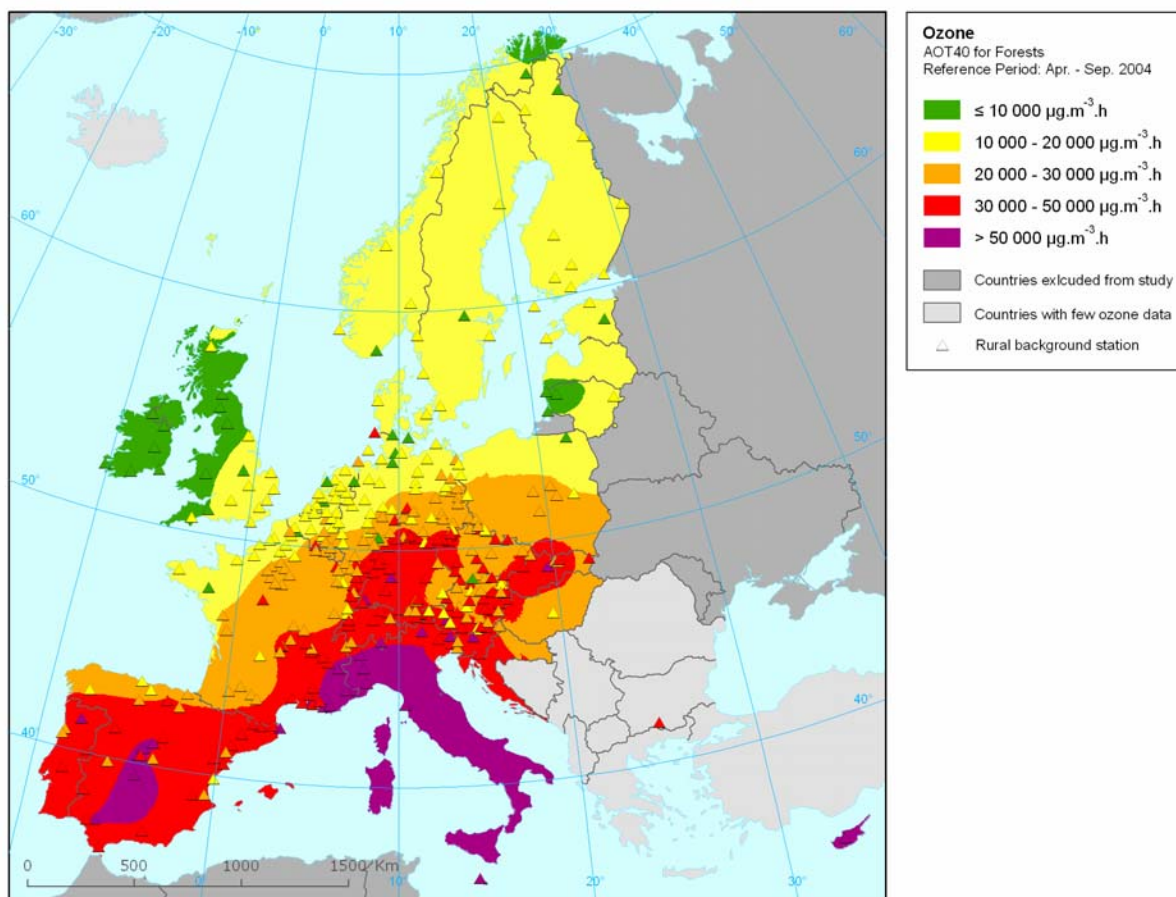 -30° -20° -10° 0° 10° 20° 30° 40° 50° 60°
60°
60°
50°
50°
40°
40°
0 500 1000 1500 Km
0° 10° 20° 30°
Ozone
AOT40 for Forests
Reference Period: Apr. - Sep. 2004
≤ 10 000 µg.m⁻³.h
10 000 - 20 000 µg.m⁻³.h
20 000 - 30 000 µg.m⁻³.h
30 000 - 50 000 µg.m⁻³.h
> 50 000 µg.m⁻³.h
Countries exlcuded from study
Countries with few ozone data
Rural background station